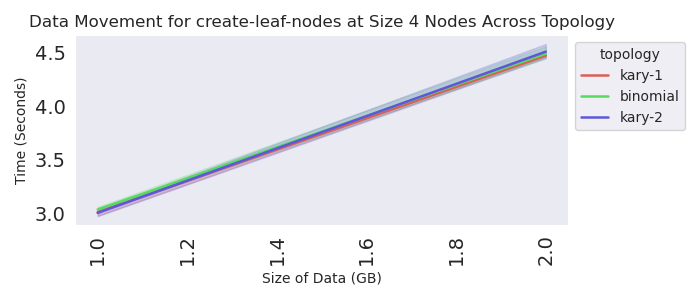 Data Movement for create-leaf-nodes at Size 4 Nodes Across Topology
Time (Seconds)
4.5
4.0
3.5
3.0
1.0
1.2
1.4
1.6
1.8
2.0
Size of Data (GB)
topology
kary-1
binomial
kary-2